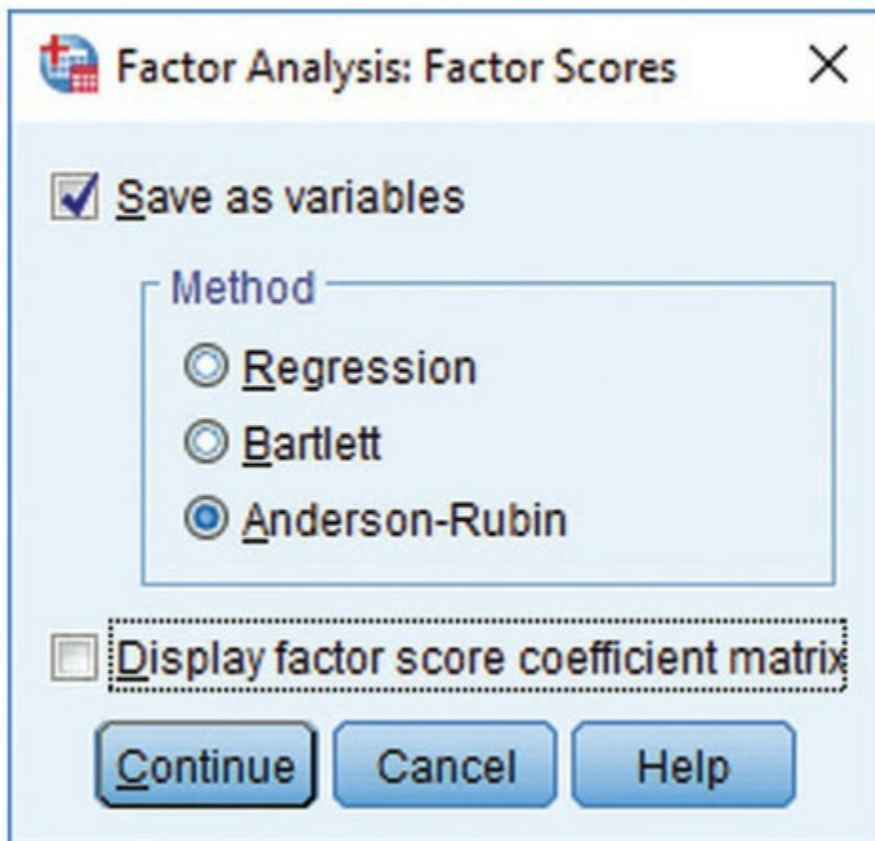 Factor Analysis: Factor Scores
Save as variables
Method
Regression
Bartlett
Anderson-Rubin
Display factor score coefficient matrix
Continue Cancel Help